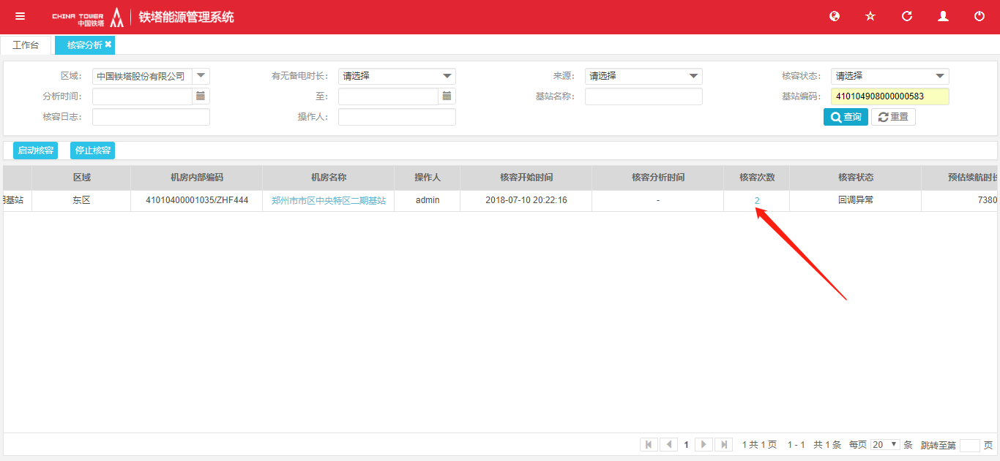 CHINA TOWER 中国铁塔 铁塔能源管理系统
工作台 核容分析
区域: 中国铁塔股份有限公司 有无备电时长: 请选择 来源: 请选择 核容状态: 请选择
分析时间: 至: 基站名称: 基站编码: 410104908000000583
核容日志: 操作人: 查询 重置
启动核容 停止核容
区域 机房内部编码 机房名称 操作人 核容开始时间 核容分析时间 核容次数 核容状态 预估续航时长
期基站 东区 41010400001035/ZHF444 郑州市市区中央特区二期基站 admin 2018-07-10 20:22:16 - 2 回调异常 7380
1 1 共 1 页 1 - 1 共 1 条 每页 20 条 跳转至第 页